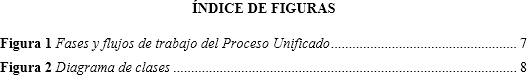 ÍNDICE DE FIGURAS
Figura 1 Fases y flujos de trabajo del Proceso Unificado.................................................... 7
Figura 2 Diagrama de clases ................................................................................................ 8